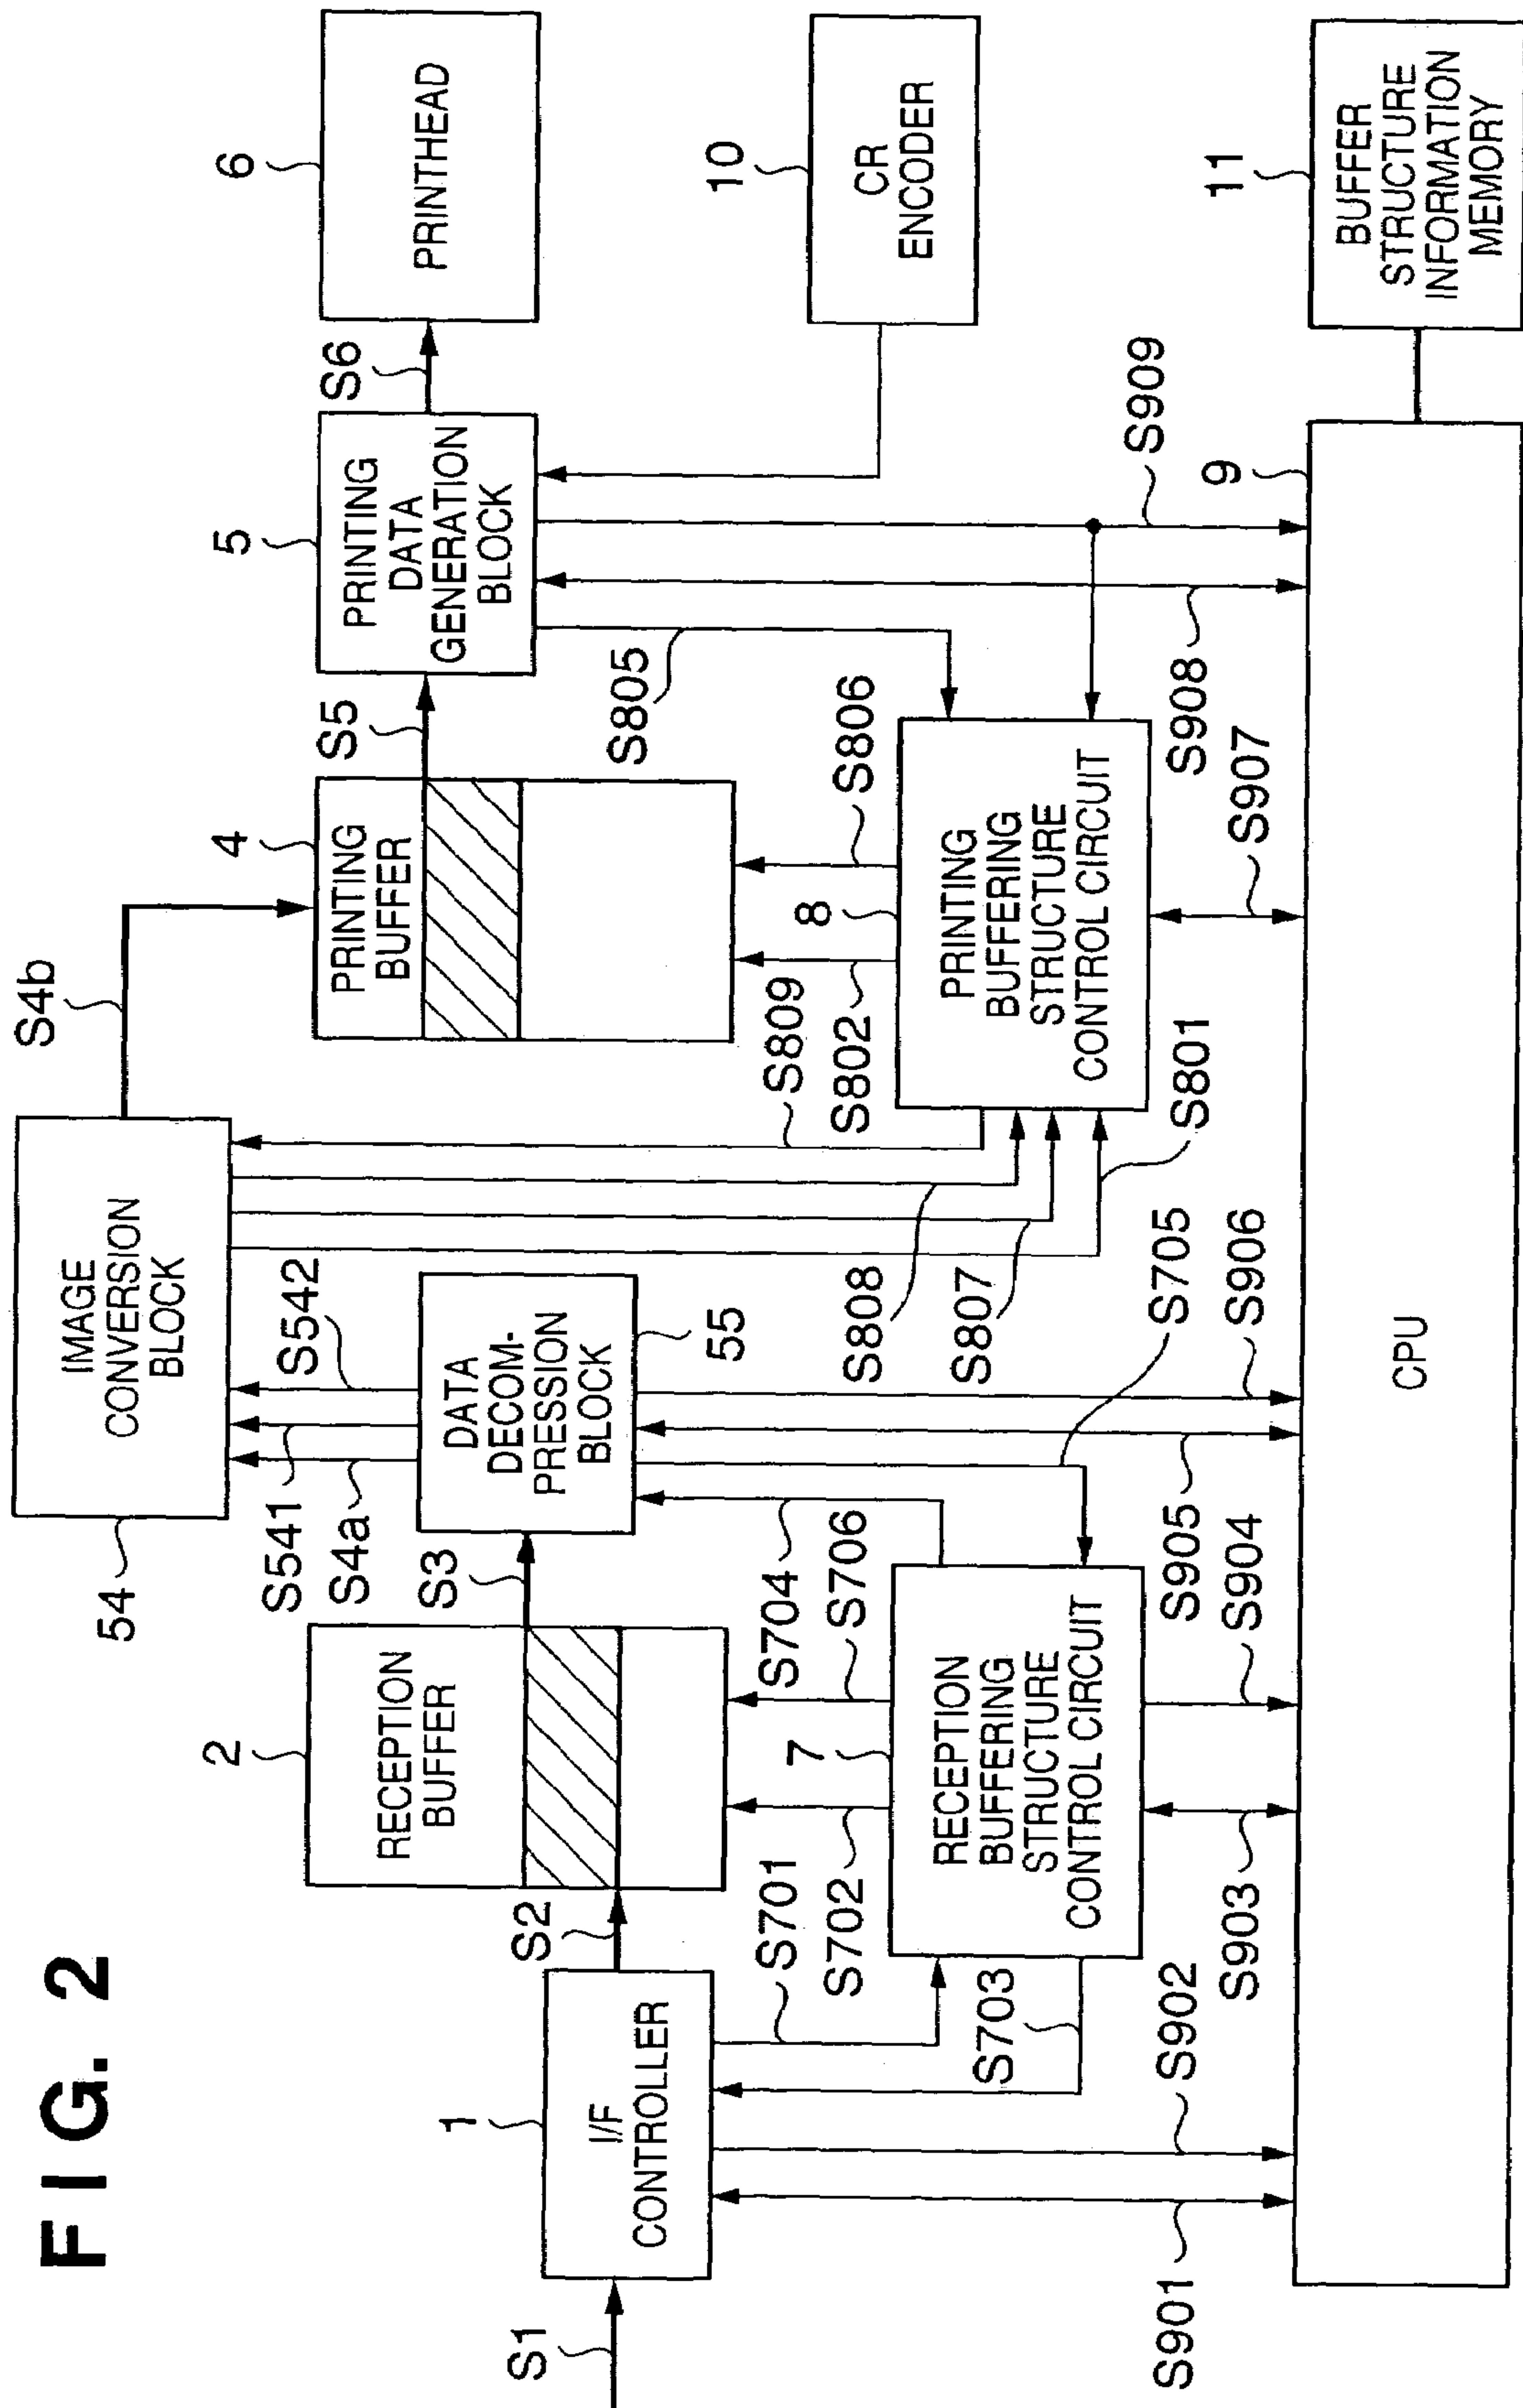 FIG. 2
54
IMAGE
CONVERSION
BLOCK
S4b
S541
S4a
S542
2
RECEPTION
BUFFER
S3
DATA
DECOM-
PRESSION
BLOCK
55
4
PRINTING
BUFFER
S5
5
PRINTING
DATA
GENERATION
BLOCK
S6
6
PRINTHEAD
S1
1
I/F
CONTROLLER
S2
S701
S702
S703
7
RECEPTION
BUFFERING
STRUCTURE
CONTROL CIRCUIT
S704
S706
S705
S808
S807
S809
S802
S801
8
PRINTING
BUFFERING
STRUCTURE
CONTROL CIRCUIT
S806
S805
10
CR
ENCODER
S901
S902
S903
S904
S905
S906
S907
S908
S909
9
CPU
11
BUFFER
STRUCTURE
INFORMATION
MEMORY